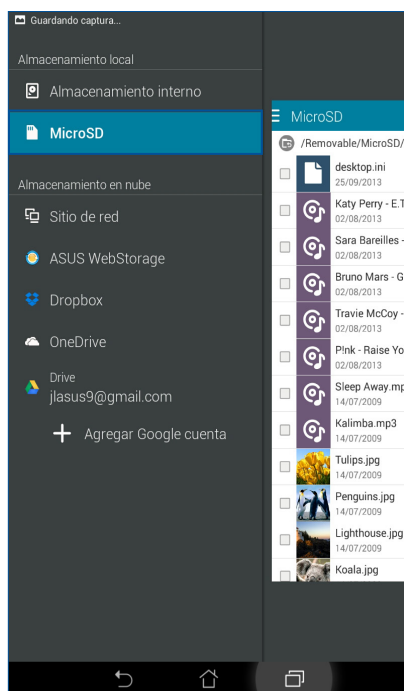 Guardando captura...
Almacenamiento local
Almacenamiento interno
MicroSD
Almacenamiento en nube
Sitio de red
ASUS WebStorage
Dropbox
OneDrive
Drive
jlasus9@gmail.com
Agregar Google cuenta
MicroSD
/Removable/MicroSD/
desktop.ini
25/09/2013
Katy Perry - E.T
02/08/2013
Sara Bareilles -
02/08/2013
Bruno Mars - G
02/08/2013
Travie McCoy -
02/08/2013
P!nk - Raise Yo
02/08/2013
Sleep Away.mp
14/07/2009
Kalimba.mp3
14/07/2009
Tulips.jpg
14/07/2009
Penguins.jpg
14/07/2009
Lighthouse.jpg
14/07/2009
Koala.jpg